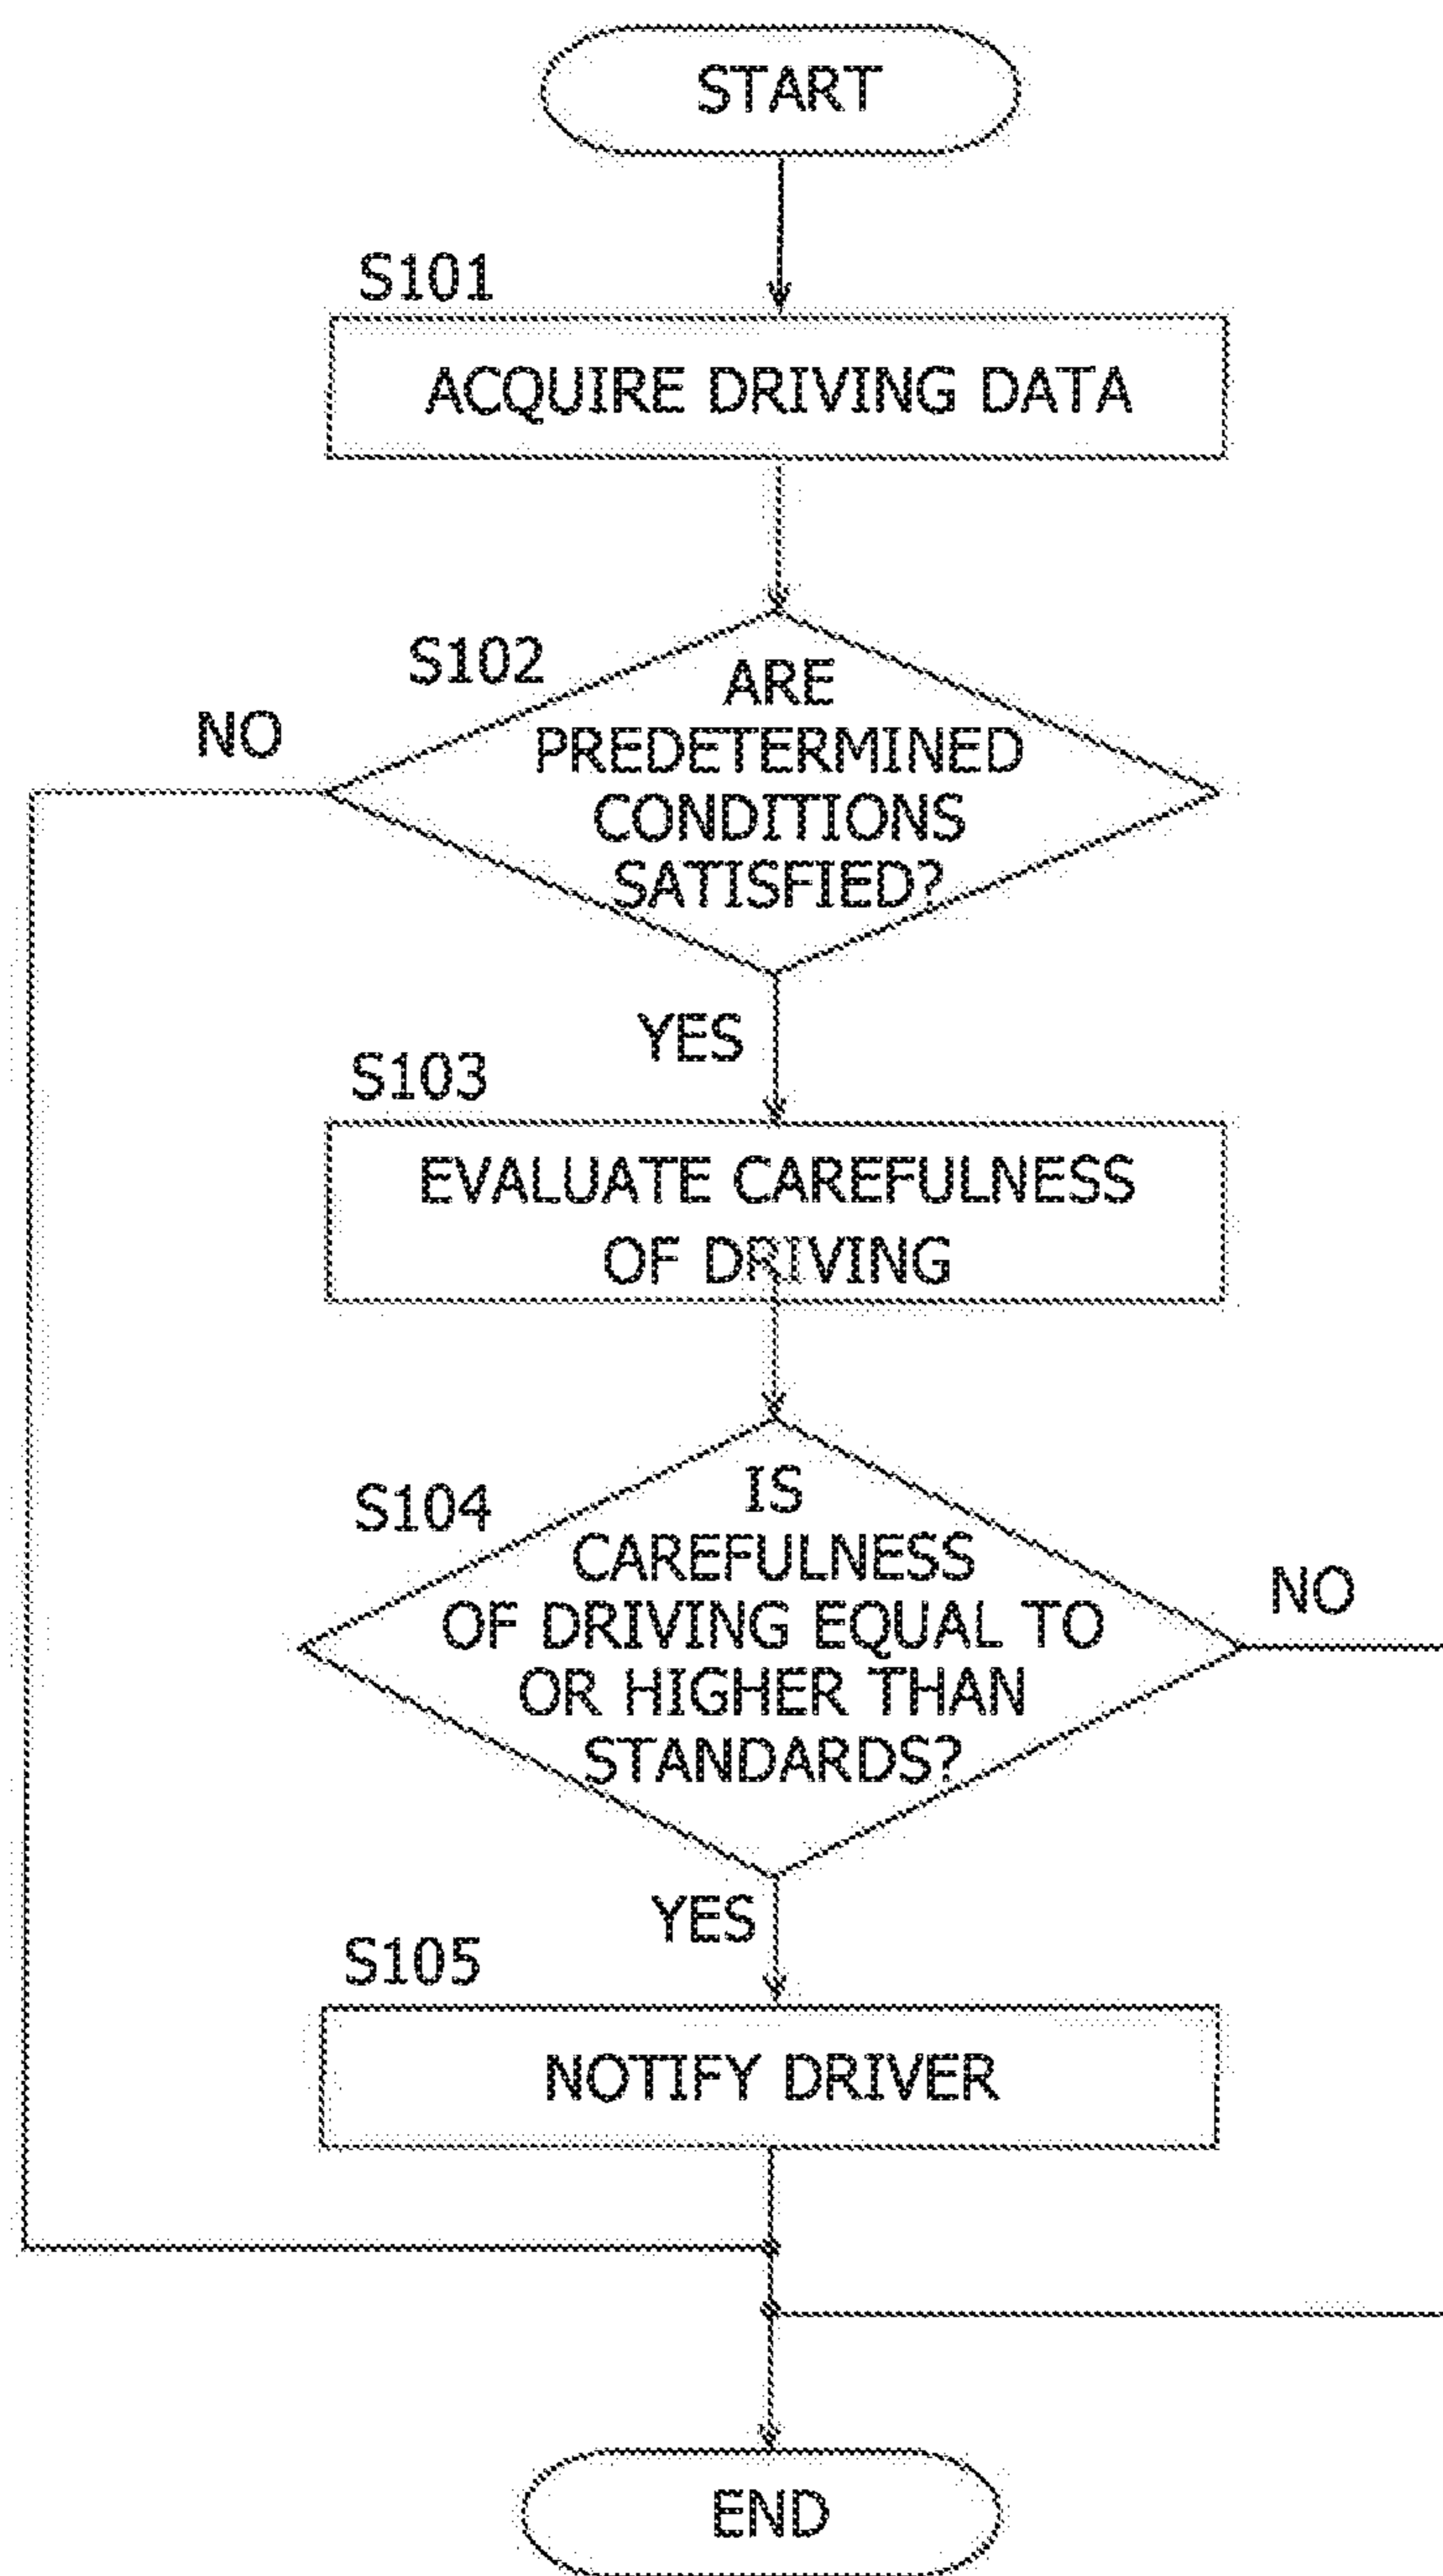 START
S101
ACQUIRE DRIVING DATA
S102
NO
ARE
PREDETERMINED
CONDITIONS
SATISFIED?
YES
S103
EVALUATE CAREFULNESS
OF DRIVING
S104
IS
CAREFULNESS
OF DRIVING EQUAL TO
OR HIGHER THAN
STANDARDS?
NO
YES
S105
NOTIFY DRIVER
END